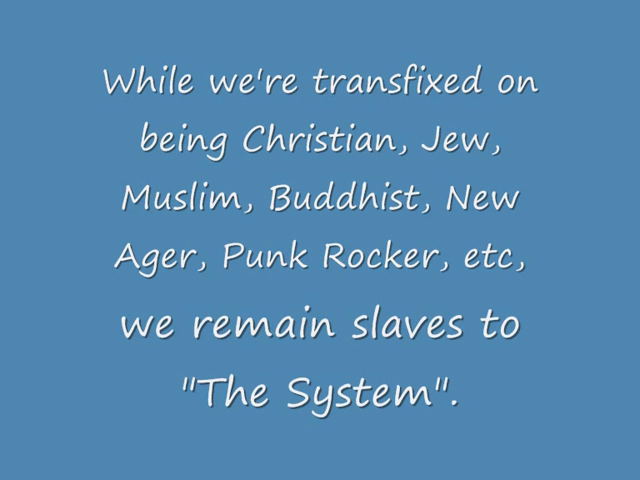 While we're transfixed on
being Christian, Jew,
Muslim, Buddhist, New
Ager, Punk Rocker, etc,
we remain slaves to
"The System".